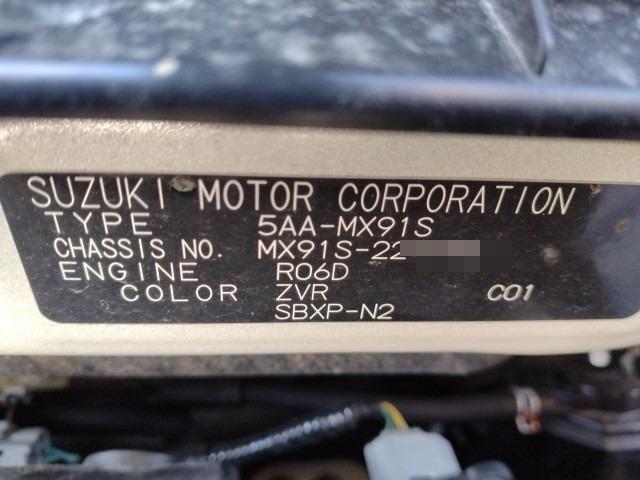 SUZUKI MOTOR CORPORATION
TYPE 5AA-MX91S
CHASSIS NO. MX91S-22
ENGINE R06D
COLOR ZVR C01
SBXP-N2